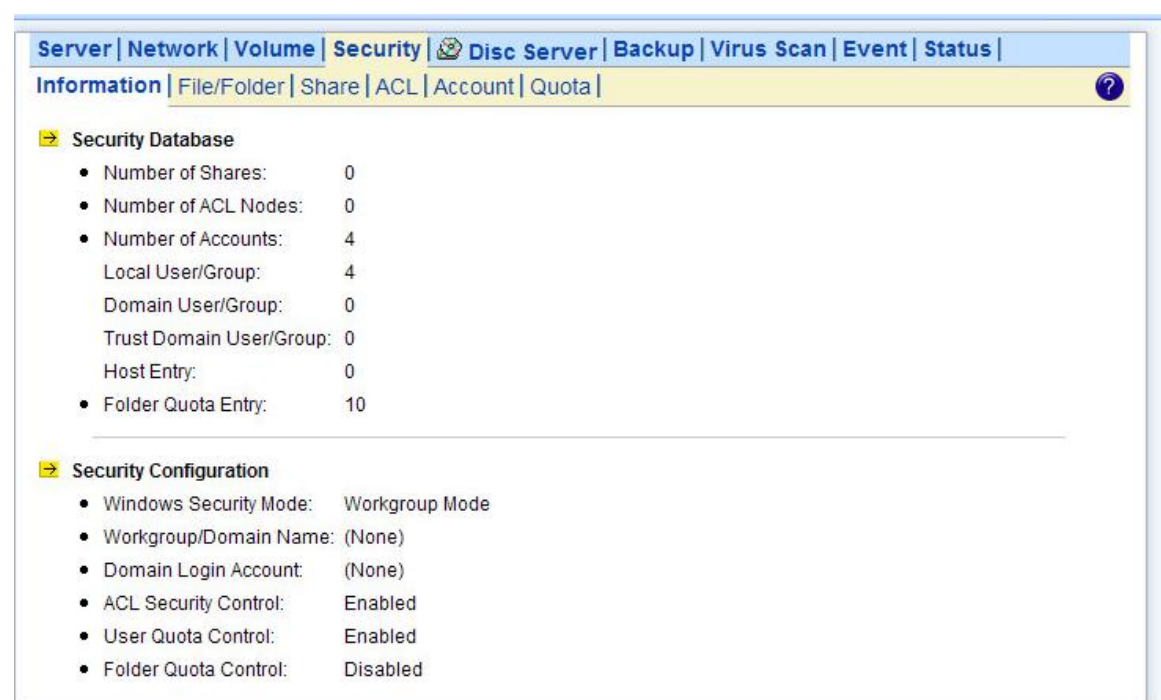 Server | Network | Volume | Security | Disc Server | Backup | Virus Scan | Event | Status |
Information | File/Folder | Share | ACL | Account | Quota | ?
Security Database
• Number of Shares: 0
• Number of ACL Nodes: 0
• Number of Accounts: 4
Local User/Group: 4
Domain User/Group: 0
Trust Domain User/Group: 0
Host Entry: 0
• Folder Quota Entry: 10
Security Configuration
• Windows Security Mode: Workgroup Mode
• Workgroup/Domain Name: (None)
• Domain Login Account: (None)
• ACL Security Control: Enabled
• User Quota Control: Enabled
• Folder Quota Control: Disabled